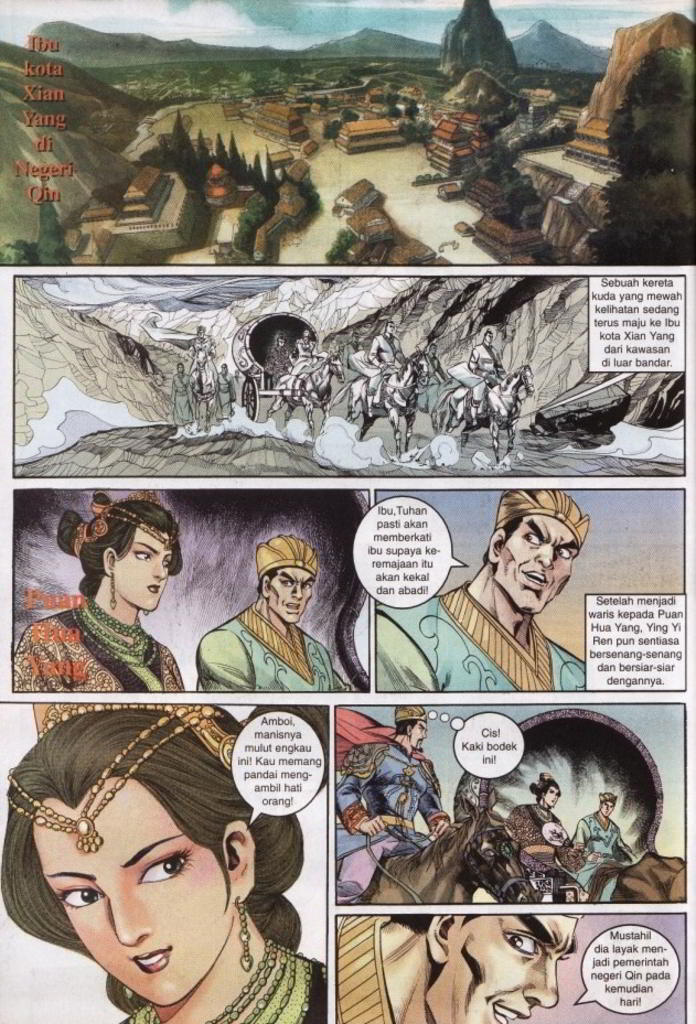 Ibu
kota
Xian
Yang
di
Negeri
Qin
Sebuah kereta
kuda yang mewah
kelihatan sedang
terus maju ke Ibu
kota Xian Yang
dari kawasan
di luar bandar.
Puan
Hua
Yang
Ibu,Tuhan
pasti akan
memberkati
ibu supaya ke-
remajaan itu
akan kekal
dan abadi!
Setelah menjadi
waris kepada Puan
Hua Yang, Ying Yi
Ren pun sentiasa
bersenang-senang
dan bersiar-siar
dengannya.
Amboi,
manisnya
mulut engkau
ini! Kau memang
pandai meng-
ambil hati
orang!
Cis!
Kaki bodek
ini!
Mustahil
dia layak men-
jadi pemerintah
negeri Qin pada
kemudian
hari!